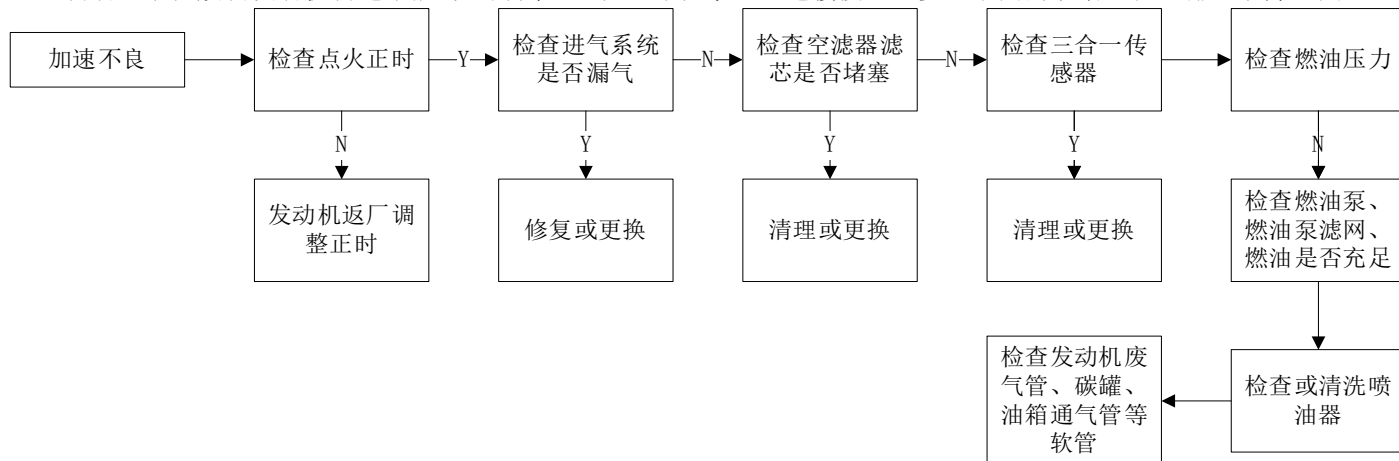 加速不良
检查点火正时
Y
检查进气系统
是否漏气
N
检查空滤器滤
芯是否堵塞
N
检查三合一传
感器
检查燃油压力
N
Y
Y
Y
N
发动机返厂调
整正时
修复或更换
清理或更换
清理或更换
检查燃油泵、
燃油泵滤网、
燃油是否充足
检查发动机废
气管、碳罐、
油箱通气管等
软管
检查或清洗喷
油器